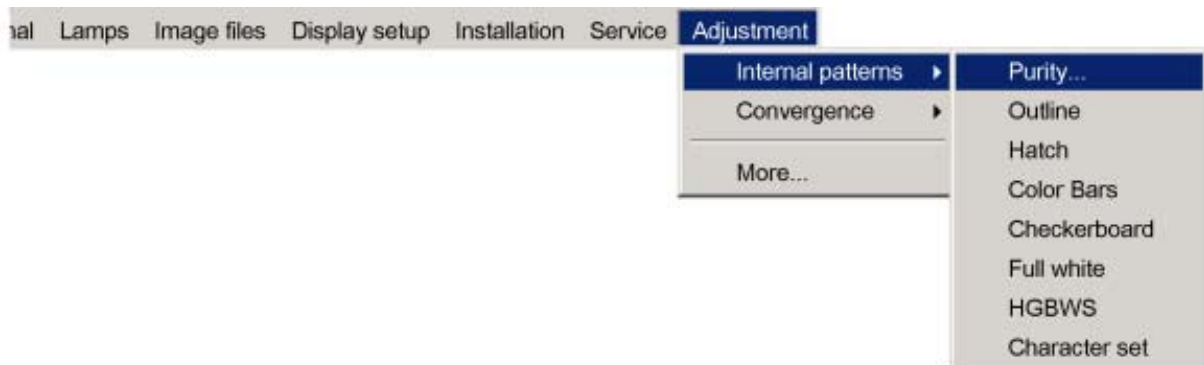 nal Lamps Image files Display setup Installation Service Adjustment
Internal patterns Purity...
Convergence Outline
Hatch
More...
Color Bars
Checkerboard
Full white
HGBWS
Character set